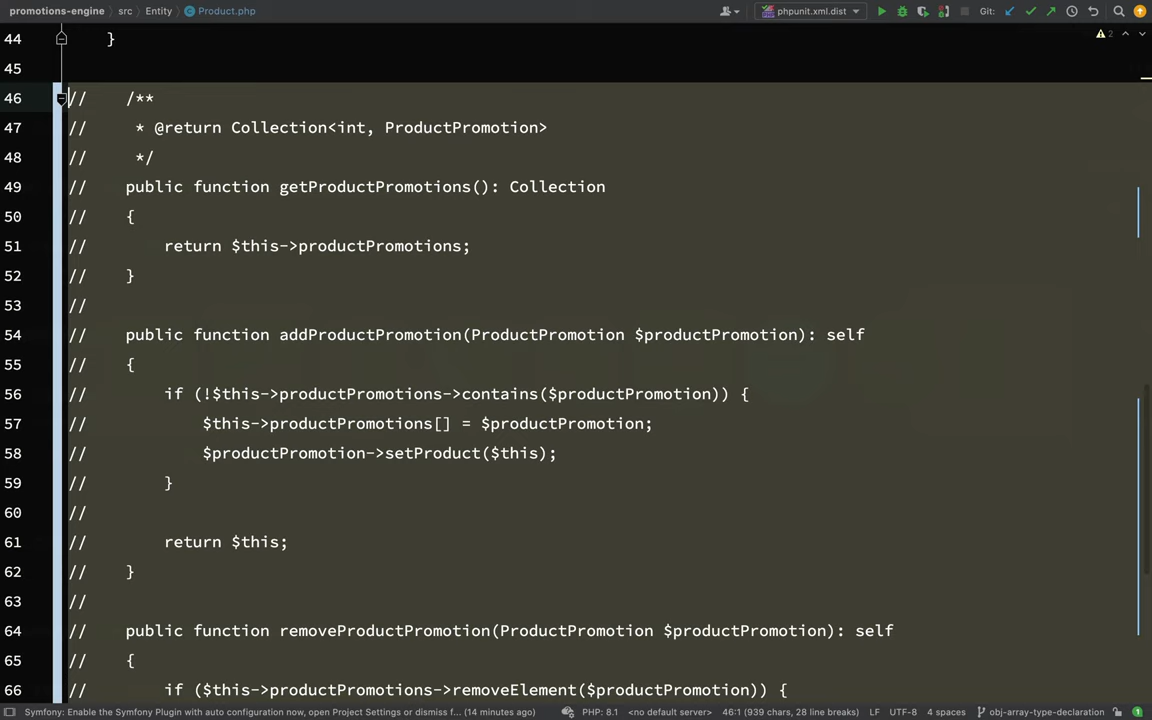 promotions-engine › src › Entity › Product.php
phpunit.xml.dist
Git:
2
44 }
45
46 // /**
47 // * @return Collection<int, ProductPromotion>
48 // */
49 // public function getProductPromotions(): Collection
50 // {
51 // return $this->productPromotions;
52 // }
53 //
54 // public function addProductPromotion(ProductPromotion $productPromotion): self
55 // {
56 // if (!$this->productPromotions->contains($productPromotion)) {
57 // $this->productPromotions[] = $productPromotion;
58 // $productPromotion->setProduct($this);
59 // }
60 //
61 // return $this;
62 // }
63 //
64 // public function removeProductPromotion(ProductPromotion $productPromotion): self
65 // {
66 // if ($this->productPromotions->removeElement($productPromotion)) {
Symfony: Enable the Symfony Plugin with auto configuration now, open Project Settings or dismiss f... (14 minutes ago) PHP: 8.1 <no default server> 46:1 (939 chars, 28 line breaks) LF UTF-8 4 spaces obj-array-type-declaration 1